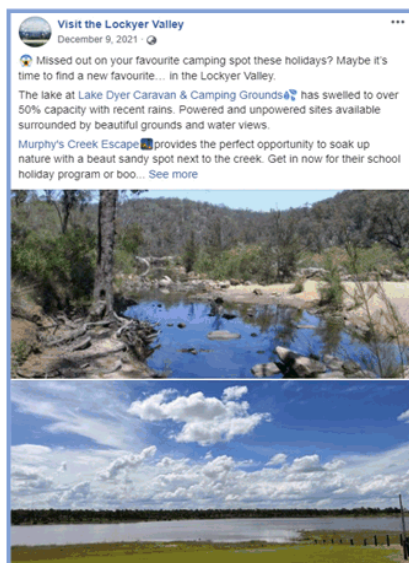 Visit the Lockyer Valley
December 9, 2021 ·
😱 Missed out on your favourite camping spot these holidays? Maybe it's
time to find a new favourite… in the Lockyer Valley.
The lake at Lake Dyer Caravan & Camping Grounds💦 has swelled to over
50% capacity with recent rains. Powered and unpowered sites available
surrounded by beautiful grounds and water views.
Murphy's Creek Escape🌌provides the perfect opportunity to soak up
nature with a beaut sandy spot next to the creek. Get in now for their school
holiday program or boo... See more